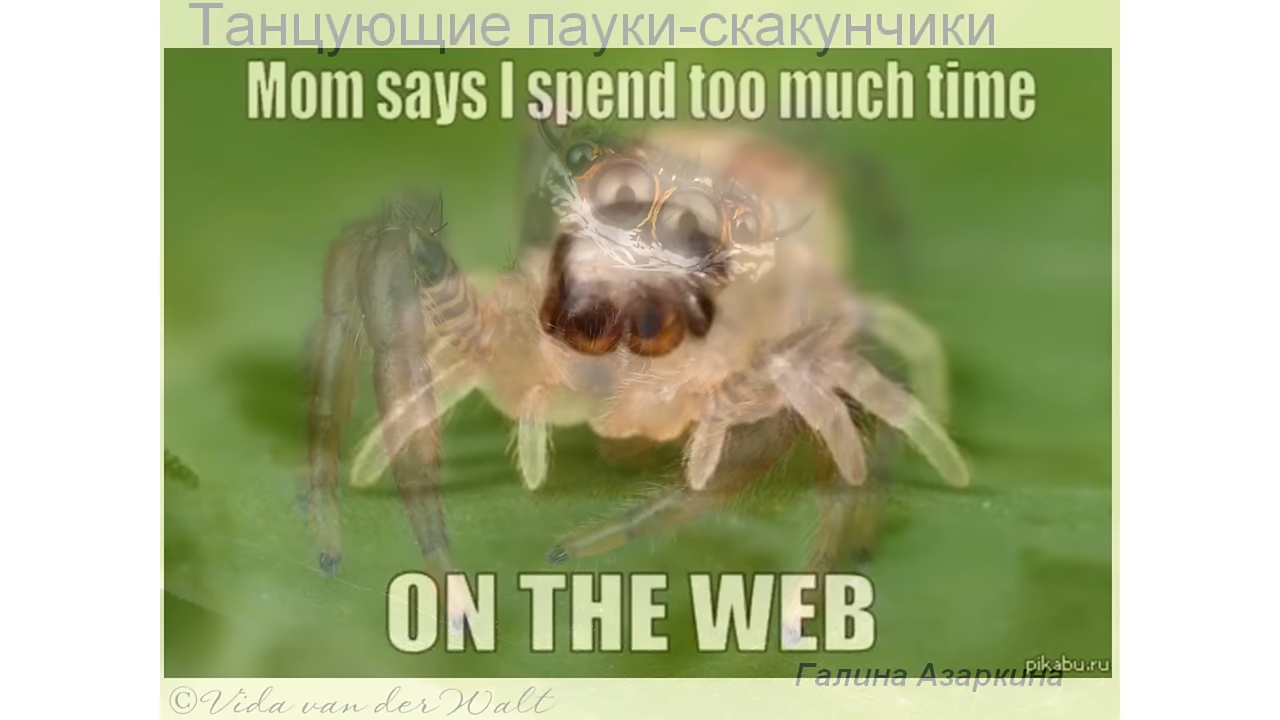 Танцующие пауки-скакунчики
Mom says I spend too much time
ON THE WEB
pikabu.ru
Галина Азаркина
©Vida van der Walt